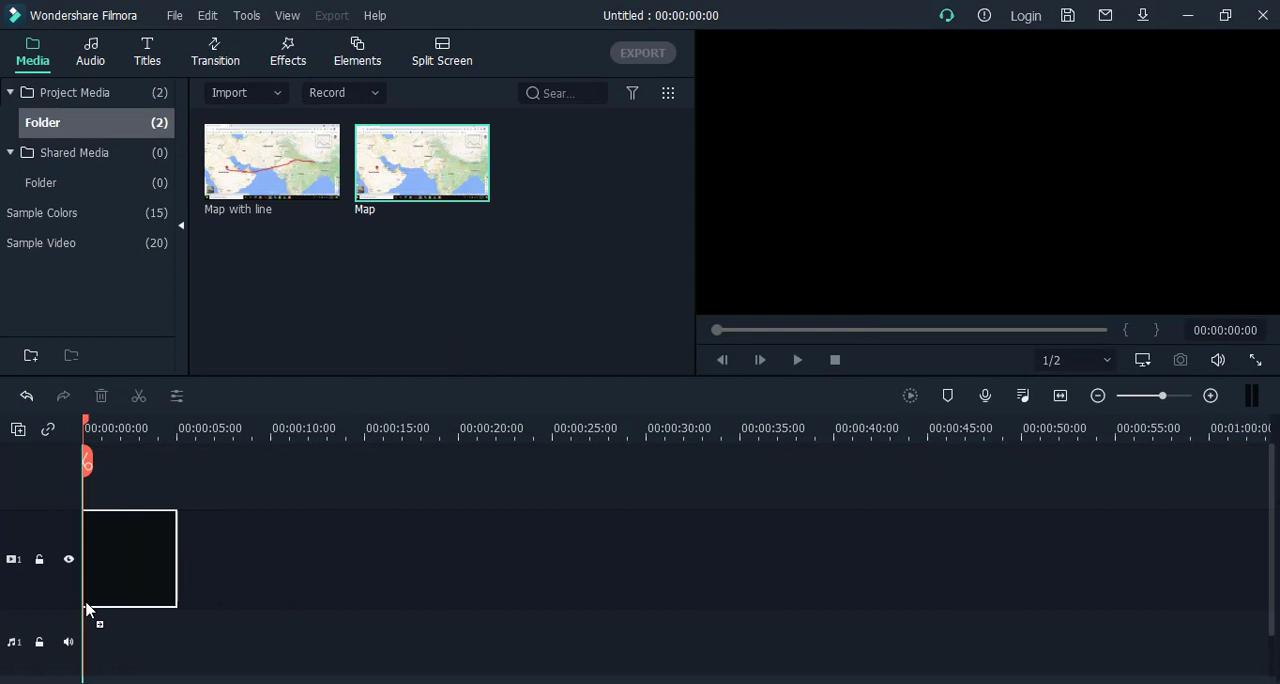 Wondershare Filmora File Edit Tools View Export Help Untitled : 00:00:00:00 Login
Media Audio Titles Transition Effects Elements Split Screen EXPORT
Project Media (2)
Folder (2)
Shared Media (0)
Folder (0)
Sample Colors (15)
Sample Video (20)
Import Record Sear...
Map with line Map
00:00:00:00
1/2
00:00:00:00 00:00:05:00 00:00:10:00 00:00:15:00 00:00:20:00 00:00:25:00 00:00:30:00 00:00:35:00 00:00:40:00 00:00:45:00 00:00:50:00 00:00:55:00 00:01:00:0
1
1